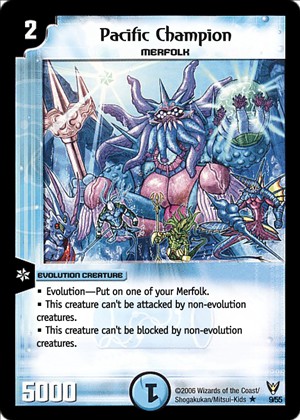 2
Pacific Champion
MERFOLK
EVOLUTION CREATURE
▪ Evolution—Put on one of your Merfolk.
▪ This creature can't be attacked by non-evolution
creatures.
▪ This creature can't be blocked by non-evolution
creatures.
5000
1
©2006 Wizards of the Coast/
Shogakukan/Mitsui-Kids ★ 9/55